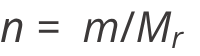 n = m/Mᵣ